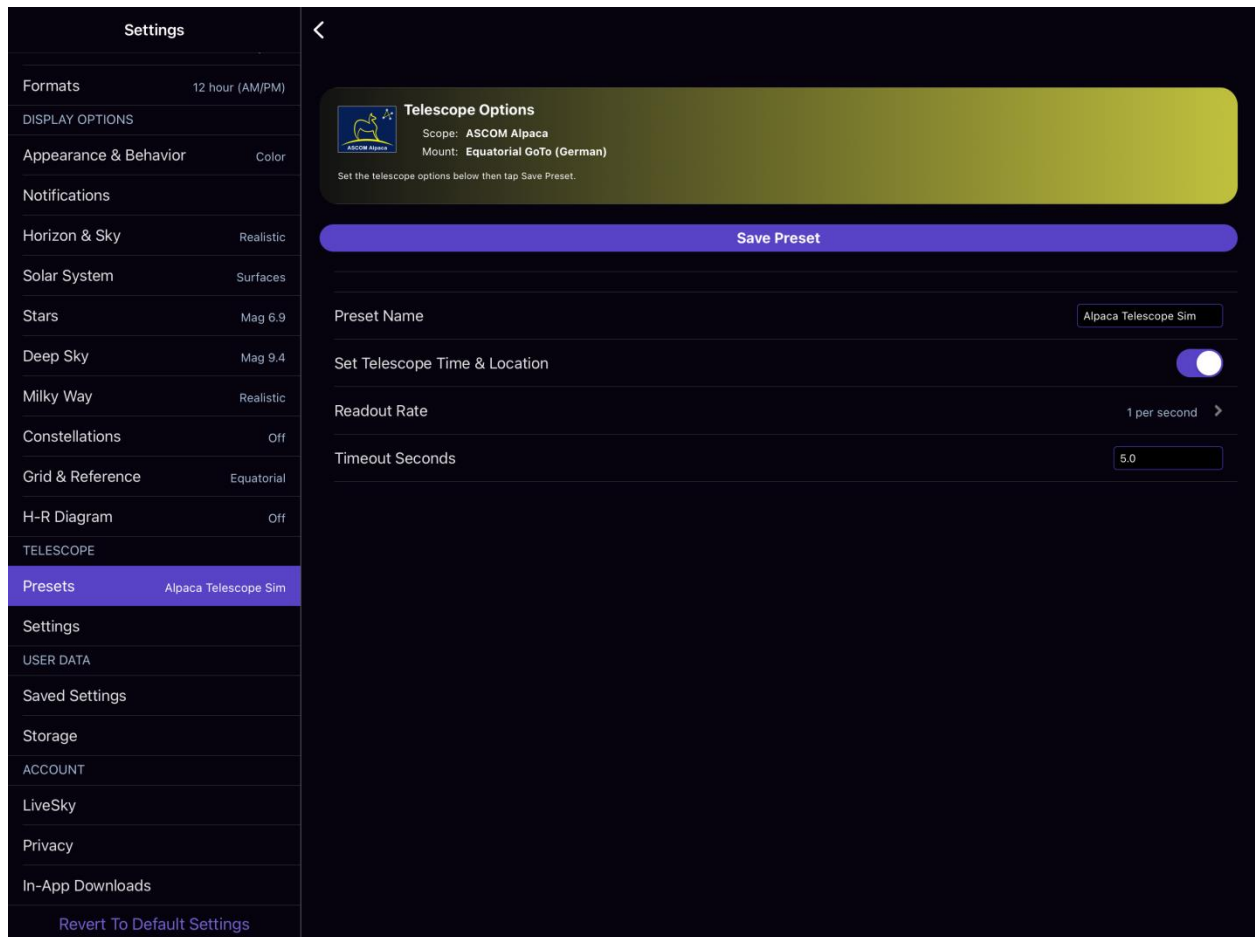 Settings
Formats 12 hour (AM/PM)
DISPLAY OPTIONS
Appearance & Behavior Color
Notifications
Horizon & Sky Realistic
Solar System Surfaces
Stars Mag 6.9
Deep Sky Mag 9.4
Milky Way Realistic
Constellations Off
Grid & Reference Equatorial
H-R Diagram Off
TELESCOPE
Presets Alpaca Telescope Sim
Settings
USER DATA
Saved Settings
Storage
ACCOUNT
LiveSky
Privacy
In-App Downloads
Revert To Default Settings
ASCOM Alpaca
Telescope Options
Scope: ASCOM Alpaca
Mount: Equatorial GoTo (German)
Set the telescope options below then tap Save Preset.
Save Preset
Preset Name Alpaca Telescope Sim
Set Telescope Time & Location
Readout Rate 1 per second
Timeout Seconds 5.0